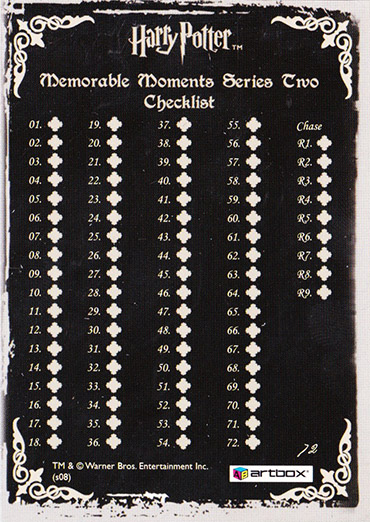 Harry Potter™
Memorable Moments Series Two
Checklist
01. 19. 37. 55. Chase
02. 20. 38. 56. R1.
03. 21. 39. 57. R2.
04. 22. 40. 58. R3.
05. 23. 41. 59. R4.
06. 24. 42. 60. R5.
07. 25. 43. 61. R6.
08. 26. 44. 62. R7.
09. 27. 45. 63. R8.
10. 28. 46. 64. R9.
11. 29. 47. 65.
12. 30. 48. 66.
13. 31. 49. 67.
14. 32. 50. 68.
15. 33. 51. 69.
16. 34. 52. 70.
17. 35. 53. 71.
18. 36. 54. 72.
72
TM & © Warner Bros. Entertainment Inc.
(s08)
artbox